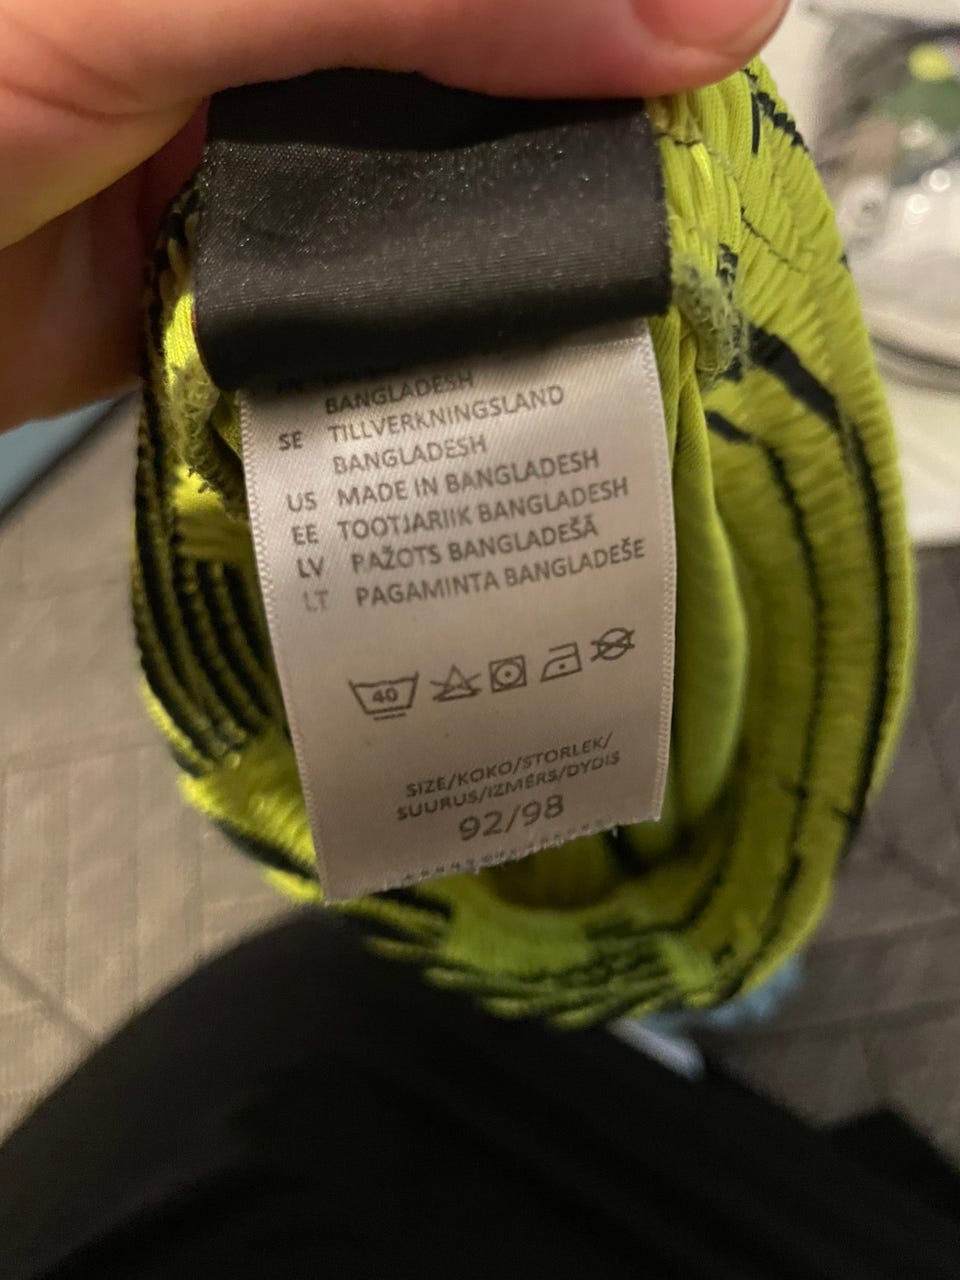 BANGLADESH
SE TILLVERKNINGSLAND
BANGLADESH
US MADE IN BANGLADESH
EE TOOTJARIIK BANGLADESH
LV PAŽOTS BANGLADEŠĀ
LT PAGAMINTA BANGLADEŠE
40
SIZE/KOKO/STORLEK/
SUURUS/IZMĒRS/DYDIS
92/98